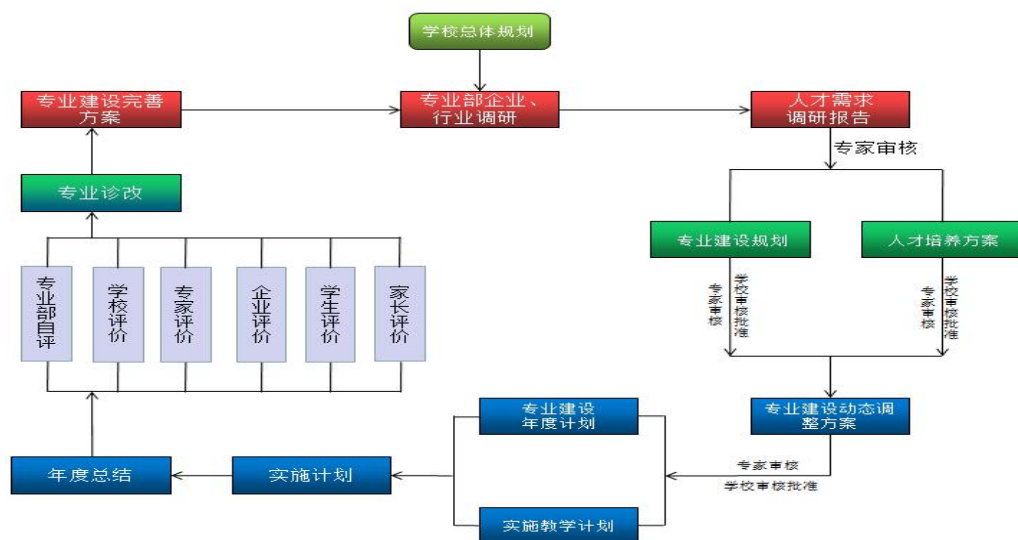 学校总体规划
专业建设完善
方案
专业部企业、
行业调研
人才需求
调研报告
专家审核
专业诊改
专业建设规划
人才培养方案
专业部自评
学校评价
专家评价
企业评价
学生评价
家长评价
专家审核
学校审核批准
专家审核
学校审核批准
专业建设
年度计划
专业建设动态调
整方案
年度总结
实施计划
专家审核
学校审核批准
实施教学计划